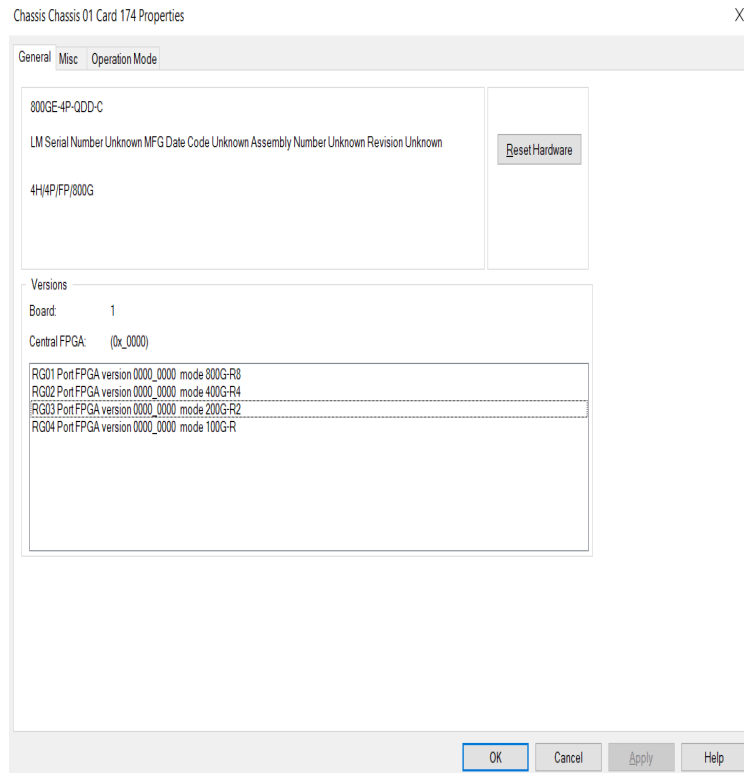 Chassis Chassis 01 Card 174 Properties
X
General Misc Operation Mode
800GE-4P-QDD-C
LM Serial Number Unknown MFG Date Code Unknown Assembly Number Unknown Revision Unknown
Reset Hardware
4H/4P/FP/800G
Versions
Board: 1
Central FPGA: (0x_0000)
RG01 Port FPGA version 0000_0000 mode 800G-R8
RG02 Port FPGA version 0000_0000 mode 400G-R4
RG03 Port FPGA version 0000_0000 mode 200G-R2
RG04 Port FPGA version 0000_0000 mode 100G-R
OK Cancel Apply Help